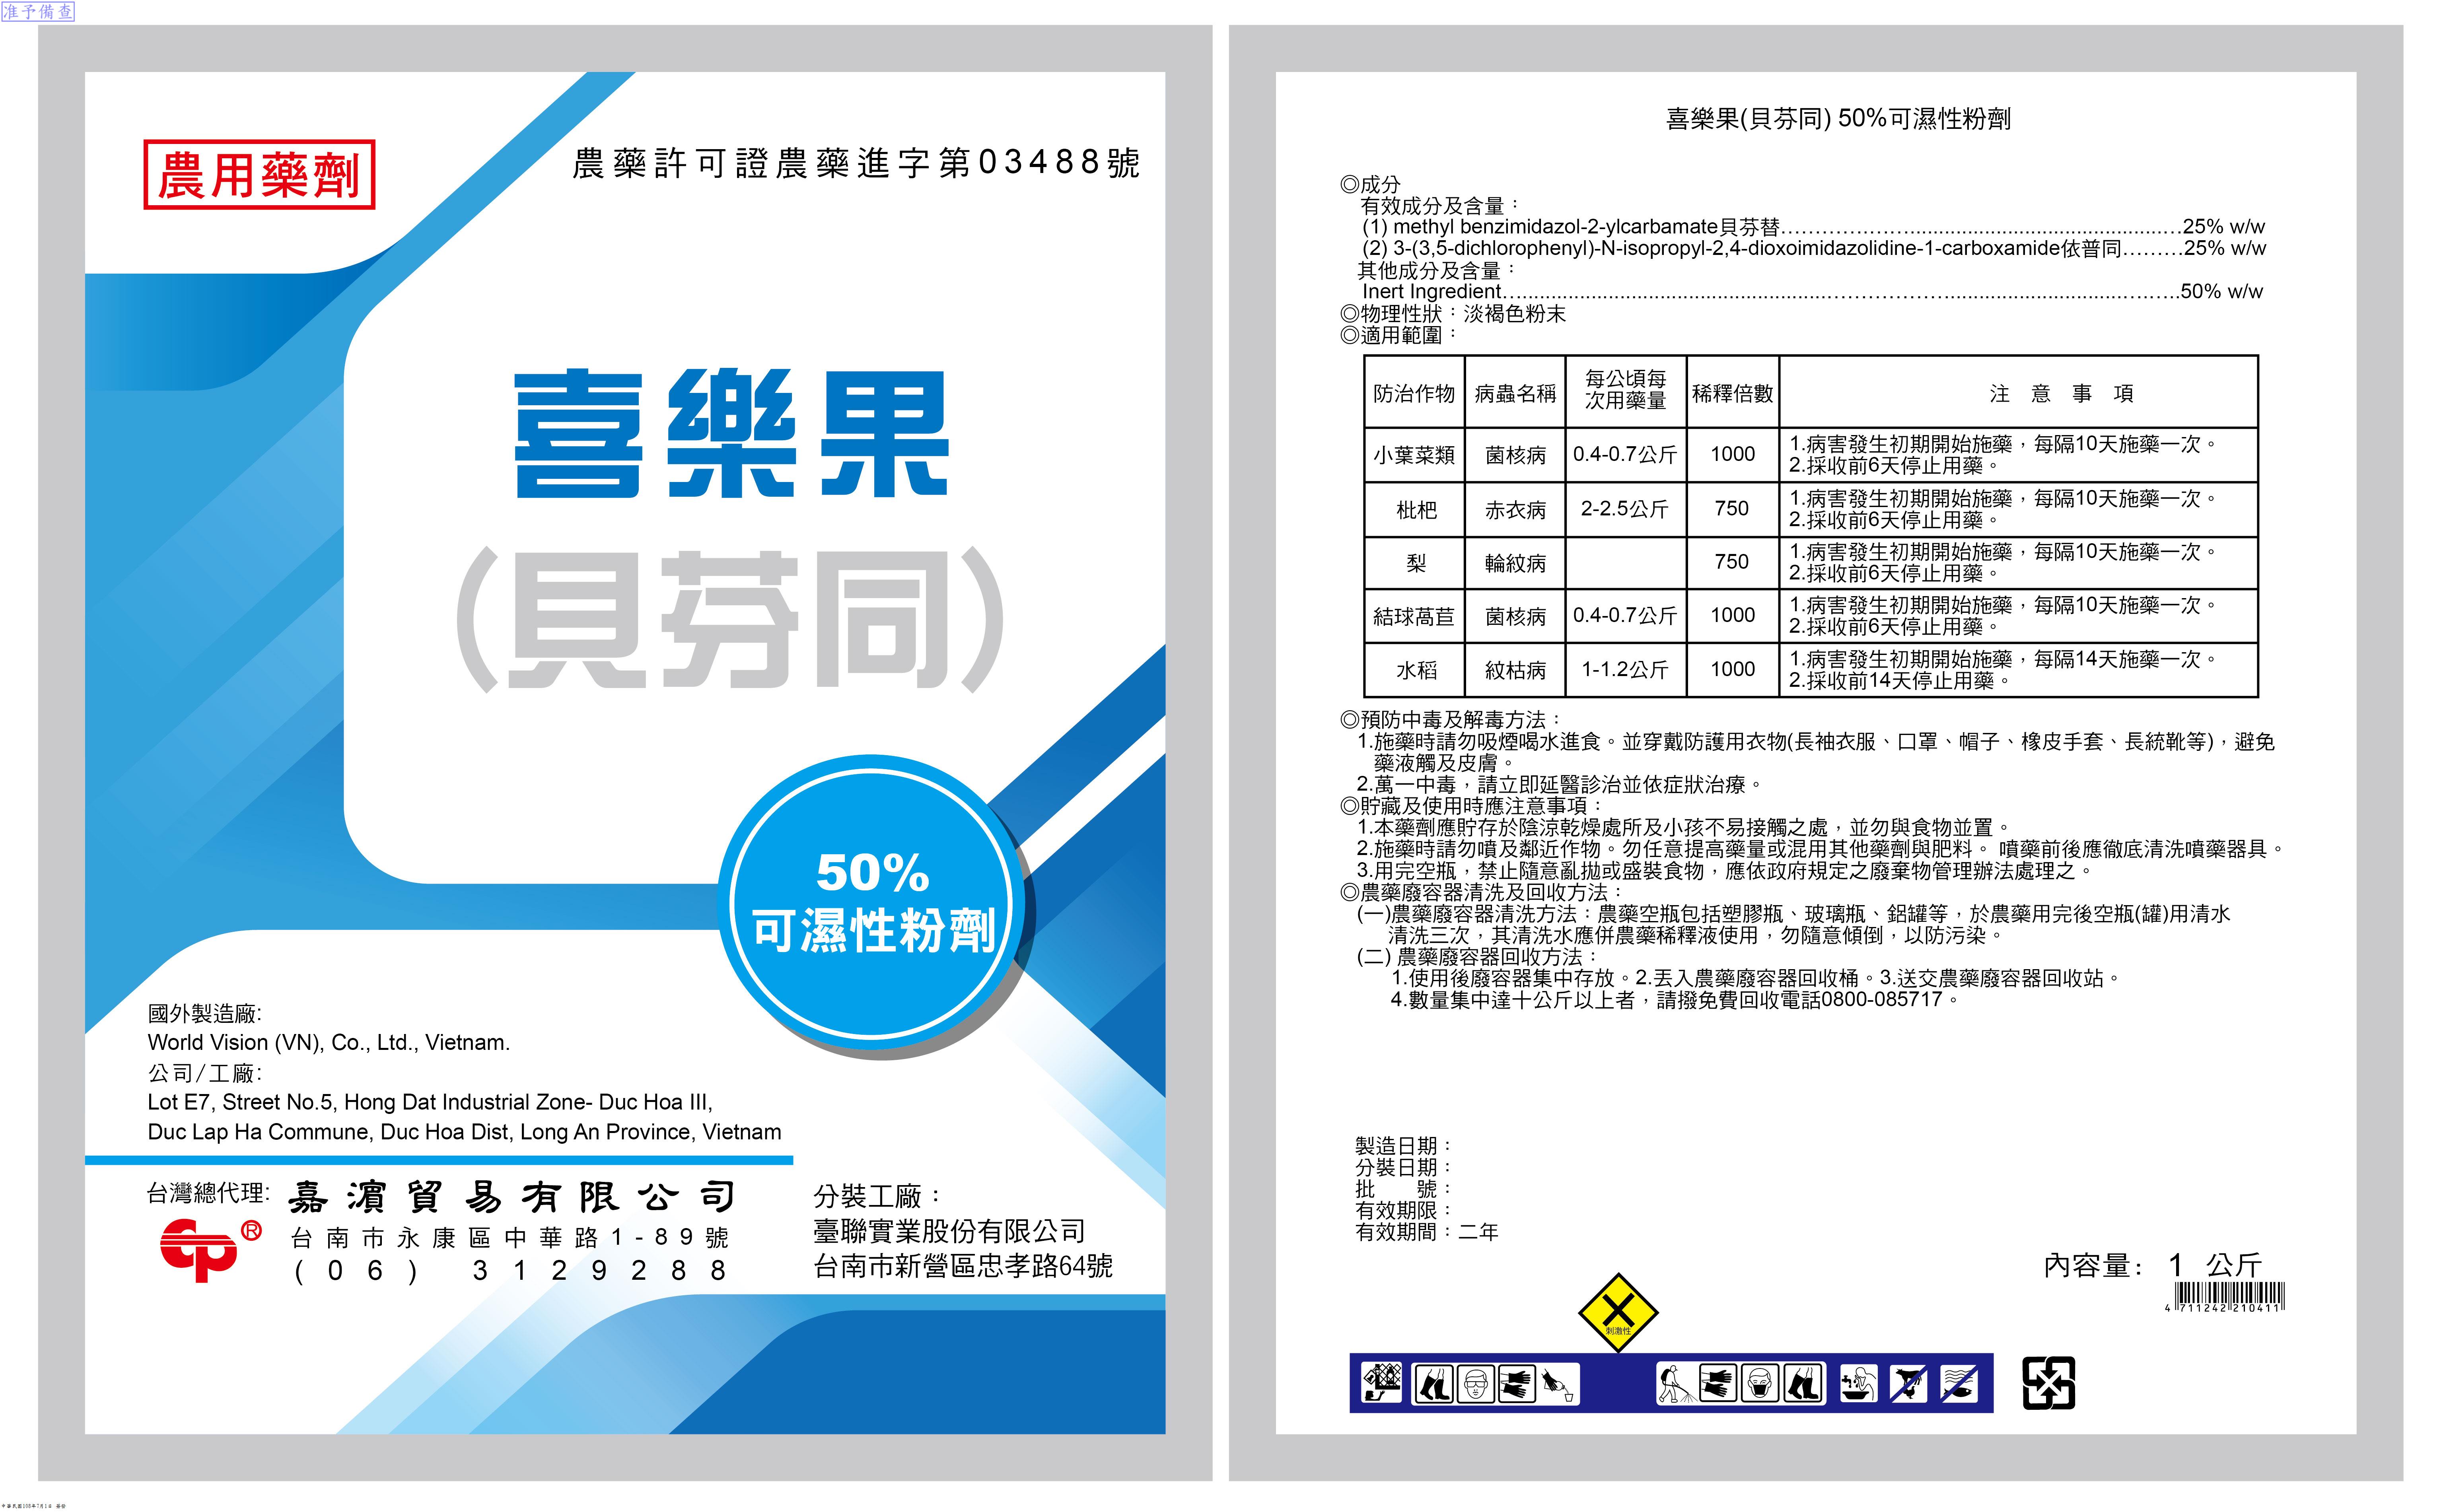 准予備查
農用藥劑
農藥許可證農藥進字第03488號
喜樂果
(貝芬同)
50%
可濕性粉劑
國外製造廠:
World Vision (VN), Co., Ltd., Vietnam.
公司/工廠:
Lot E7, Street No.5, Hong Dat Industrial Zone- Duc Hoa III,
Duc Lap Ha Commune, Duc Hoa Dist, Long An Province, Vietnam
台灣總代理: 嘉濱貿易有限公司
®
台南市永康區中華路1-89號
(06) 3129288
分裝工廠：
臺聯實業股份有限公司
台南市新營區忠孝路64號
喜樂果(貝芬同) 50%可濕性粉劑
◎成分
有效成分及含量：
(1) methyl benzimidazol-2-ylcarbamate貝芬替........................................25% w/w
(2) 3-(3,5-dichlorophenyl)-N-isopropyl-2,4-dioxoimidazolidine-1-carboxamide依普同.........25% w/w
其他成分及含量：
Inert Ingredient........................................50% w/w
◎物理性狀：淡褐色粉末
◎適用範圍：
防治作物 病蟲名稱 每公頃每次用藥量 稀釋倍數 注意事項
小葉菜類 菌核病 0.4-0.7公斤 1000 1.病害發生初期開始施藥，每隔10天施藥一次。
2.採收前6天停止用藥。
枇杷 赤衣病 2-2.5公斤 750 1.病害發生初期開始施藥，每隔10天施藥一次。
2.採收前6天停止用藥。
梨 輪紋病 750 1.病害發生初期開始施藥，每隔10天施藥一次。
2.採收前6天停止用藥。
結球萵苣 菌核病 0.4-0.7公斤 1000 1.病害發生初期開始施藥，每隔10天施藥一次。
2.採收前6天停止用藥。
水稻 紋枯病 1-1.2公斤 1000 1.病害發生初期開始施藥，每隔14天施藥一次。
2.採收前14天停止用藥。
◎預防中毒及解毒方法：
1.施藥時請勿吸煙喝水進食。並穿戴防護用衣物(長袖衣服、口罩、帽子、橡皮手套、長統靴等)，避免
藥液觸及皮膚。
2.萬一中毒，請立即延醫診治並依症狀治療。
◎貯藏及使用時應注意事項：
1.本藥劑應貯存於陰涼乾燥處所及小孩不易接觸之處，並勿與食物並置。
2.施藥時請勿噴及鄰近作物。勿任意提高藥量或混用其他藥劑與肥料。 噴藥前後應徹底清洗噴藥器具。
3.用完空瓶，禁止隨意亂拋或盛裝食物，應依政府規定之廢棄物管理辦法處理之。
◎農藥廢容器清洗及回收方法：
(一)農藥廢容器清洗方法：農藥空瓶包括塑膠瓶、玻璃瓶、鋁罐等，於農藥用完後空瓶(罐)用清水
清洗三次，其清洗水應併農藥稀釋液使用，勿隨意傾倒，以防污染。
(二) 農藥廢容器回收方法：
1.使用後廢容器集中存放。2.丟入農藥廢容器回收桶。3.送交農藥廢容器回收站。
4.數量集中達十公斤以上者，請撥免費回收電話0800-085717。
製造日期：
分裝日期：
批 號：
有效期限：
有效期間：二年
內容量: 1 公斤
4 711242 210411
刺激性